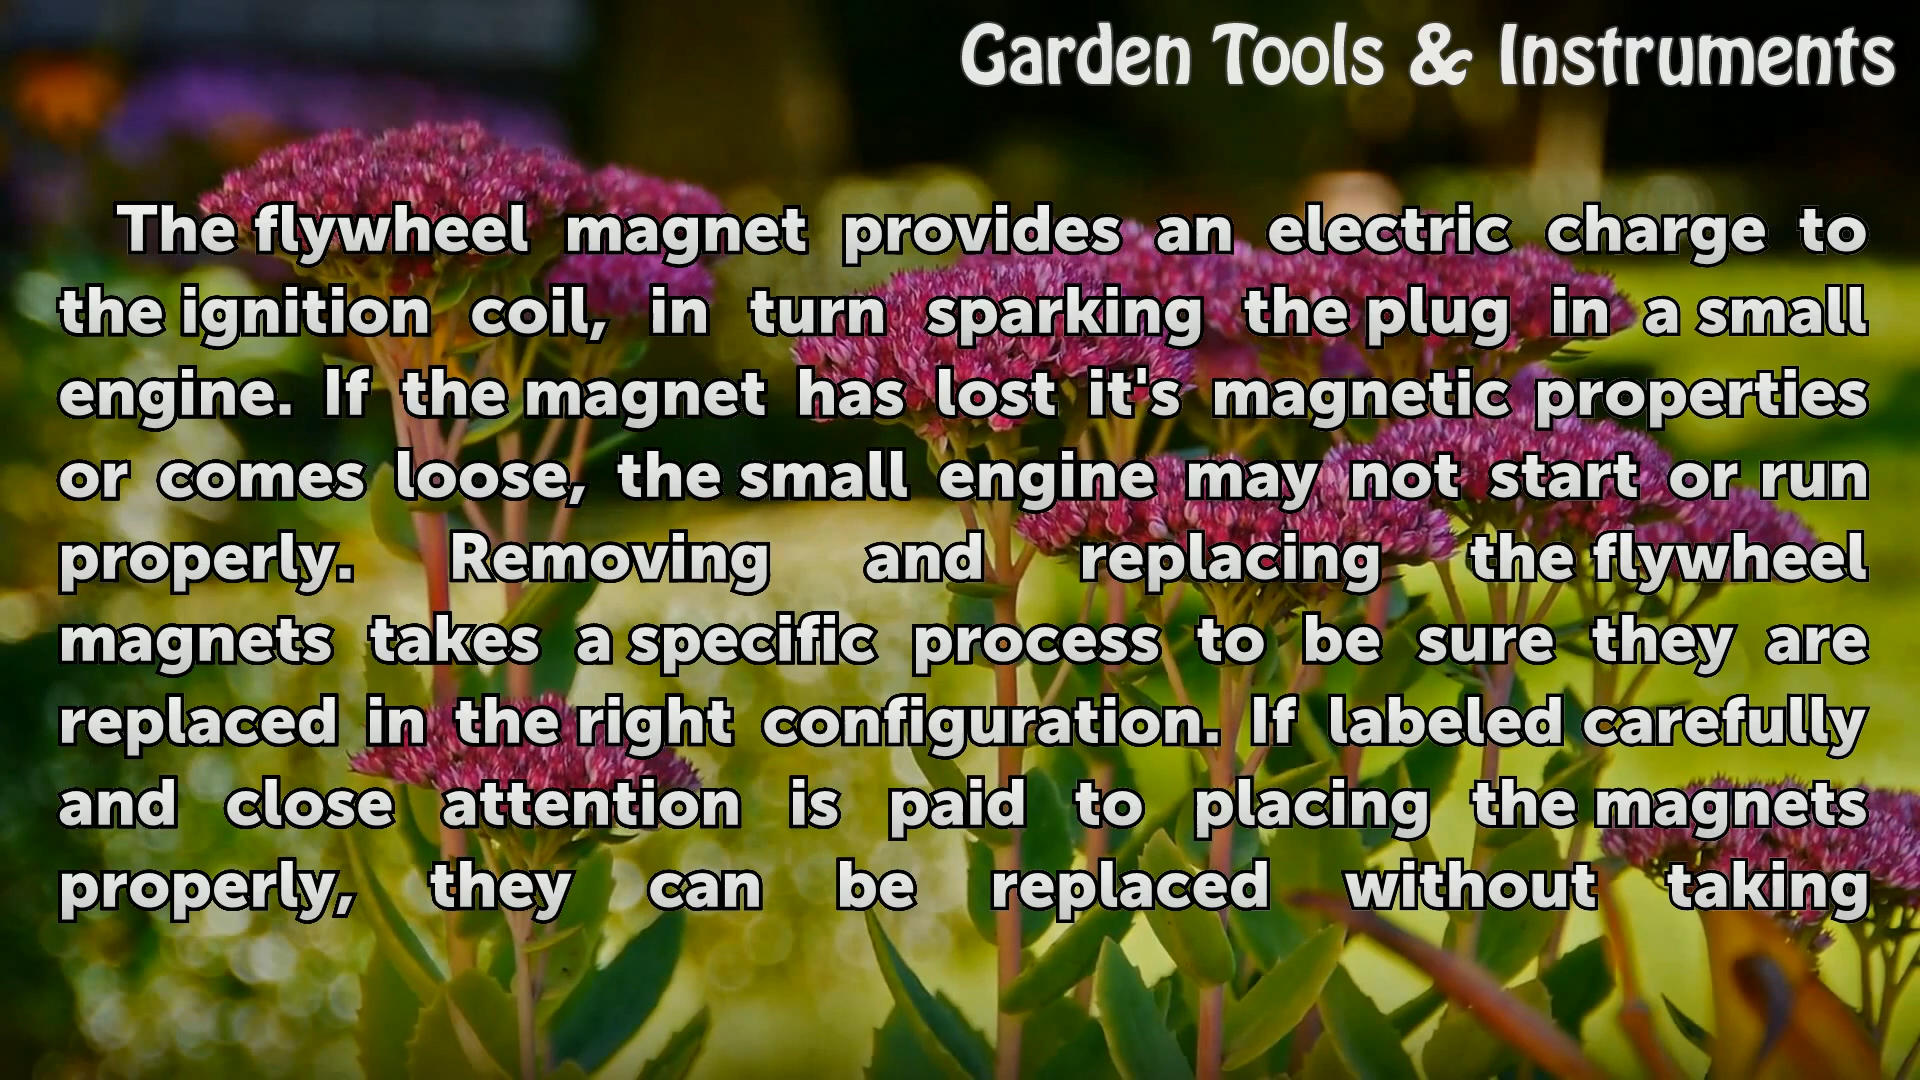 Garden Tools & Instruments
The flywheel magnet provides an electric charge to
the ignition coil, in turn sparking the plug in a small
engine. If the magnet has lost it's magnetic properties
or comes loose, the small engine may not start or run
properly. Removing and replacing the flywheel
magnets takes a specific process to be sure they are
replaced in the right configuration. If labeled carefully
and close attention is paid to placing the magnets
properly, they can be replaced without taking